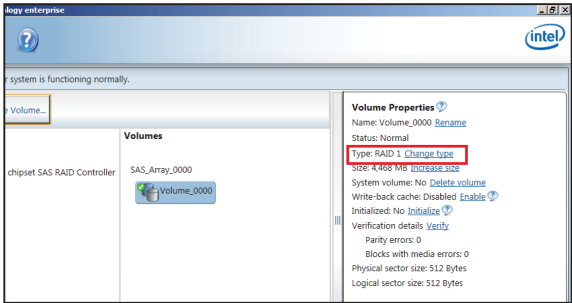 ology enterprise
intel
r system is functioning normally.
e Volume...
Volumes
chipset SAS RAID Controller
SAS_Array_0000
Volume_0000
Volume Properties
Name: Volume_0000 Rename
Status: Normal
Type: RAID 1 Change type
Size: 4,468 MB Increase size
System volume: No Delete volume
Write-back cache: Disabled Enable
Initialized: No Initialize
Verification details Verify
Parity errors: 0
Blocks with media errors: 0
Physical sector size: 512 Bytes
Logical sector size: 512 Bytes